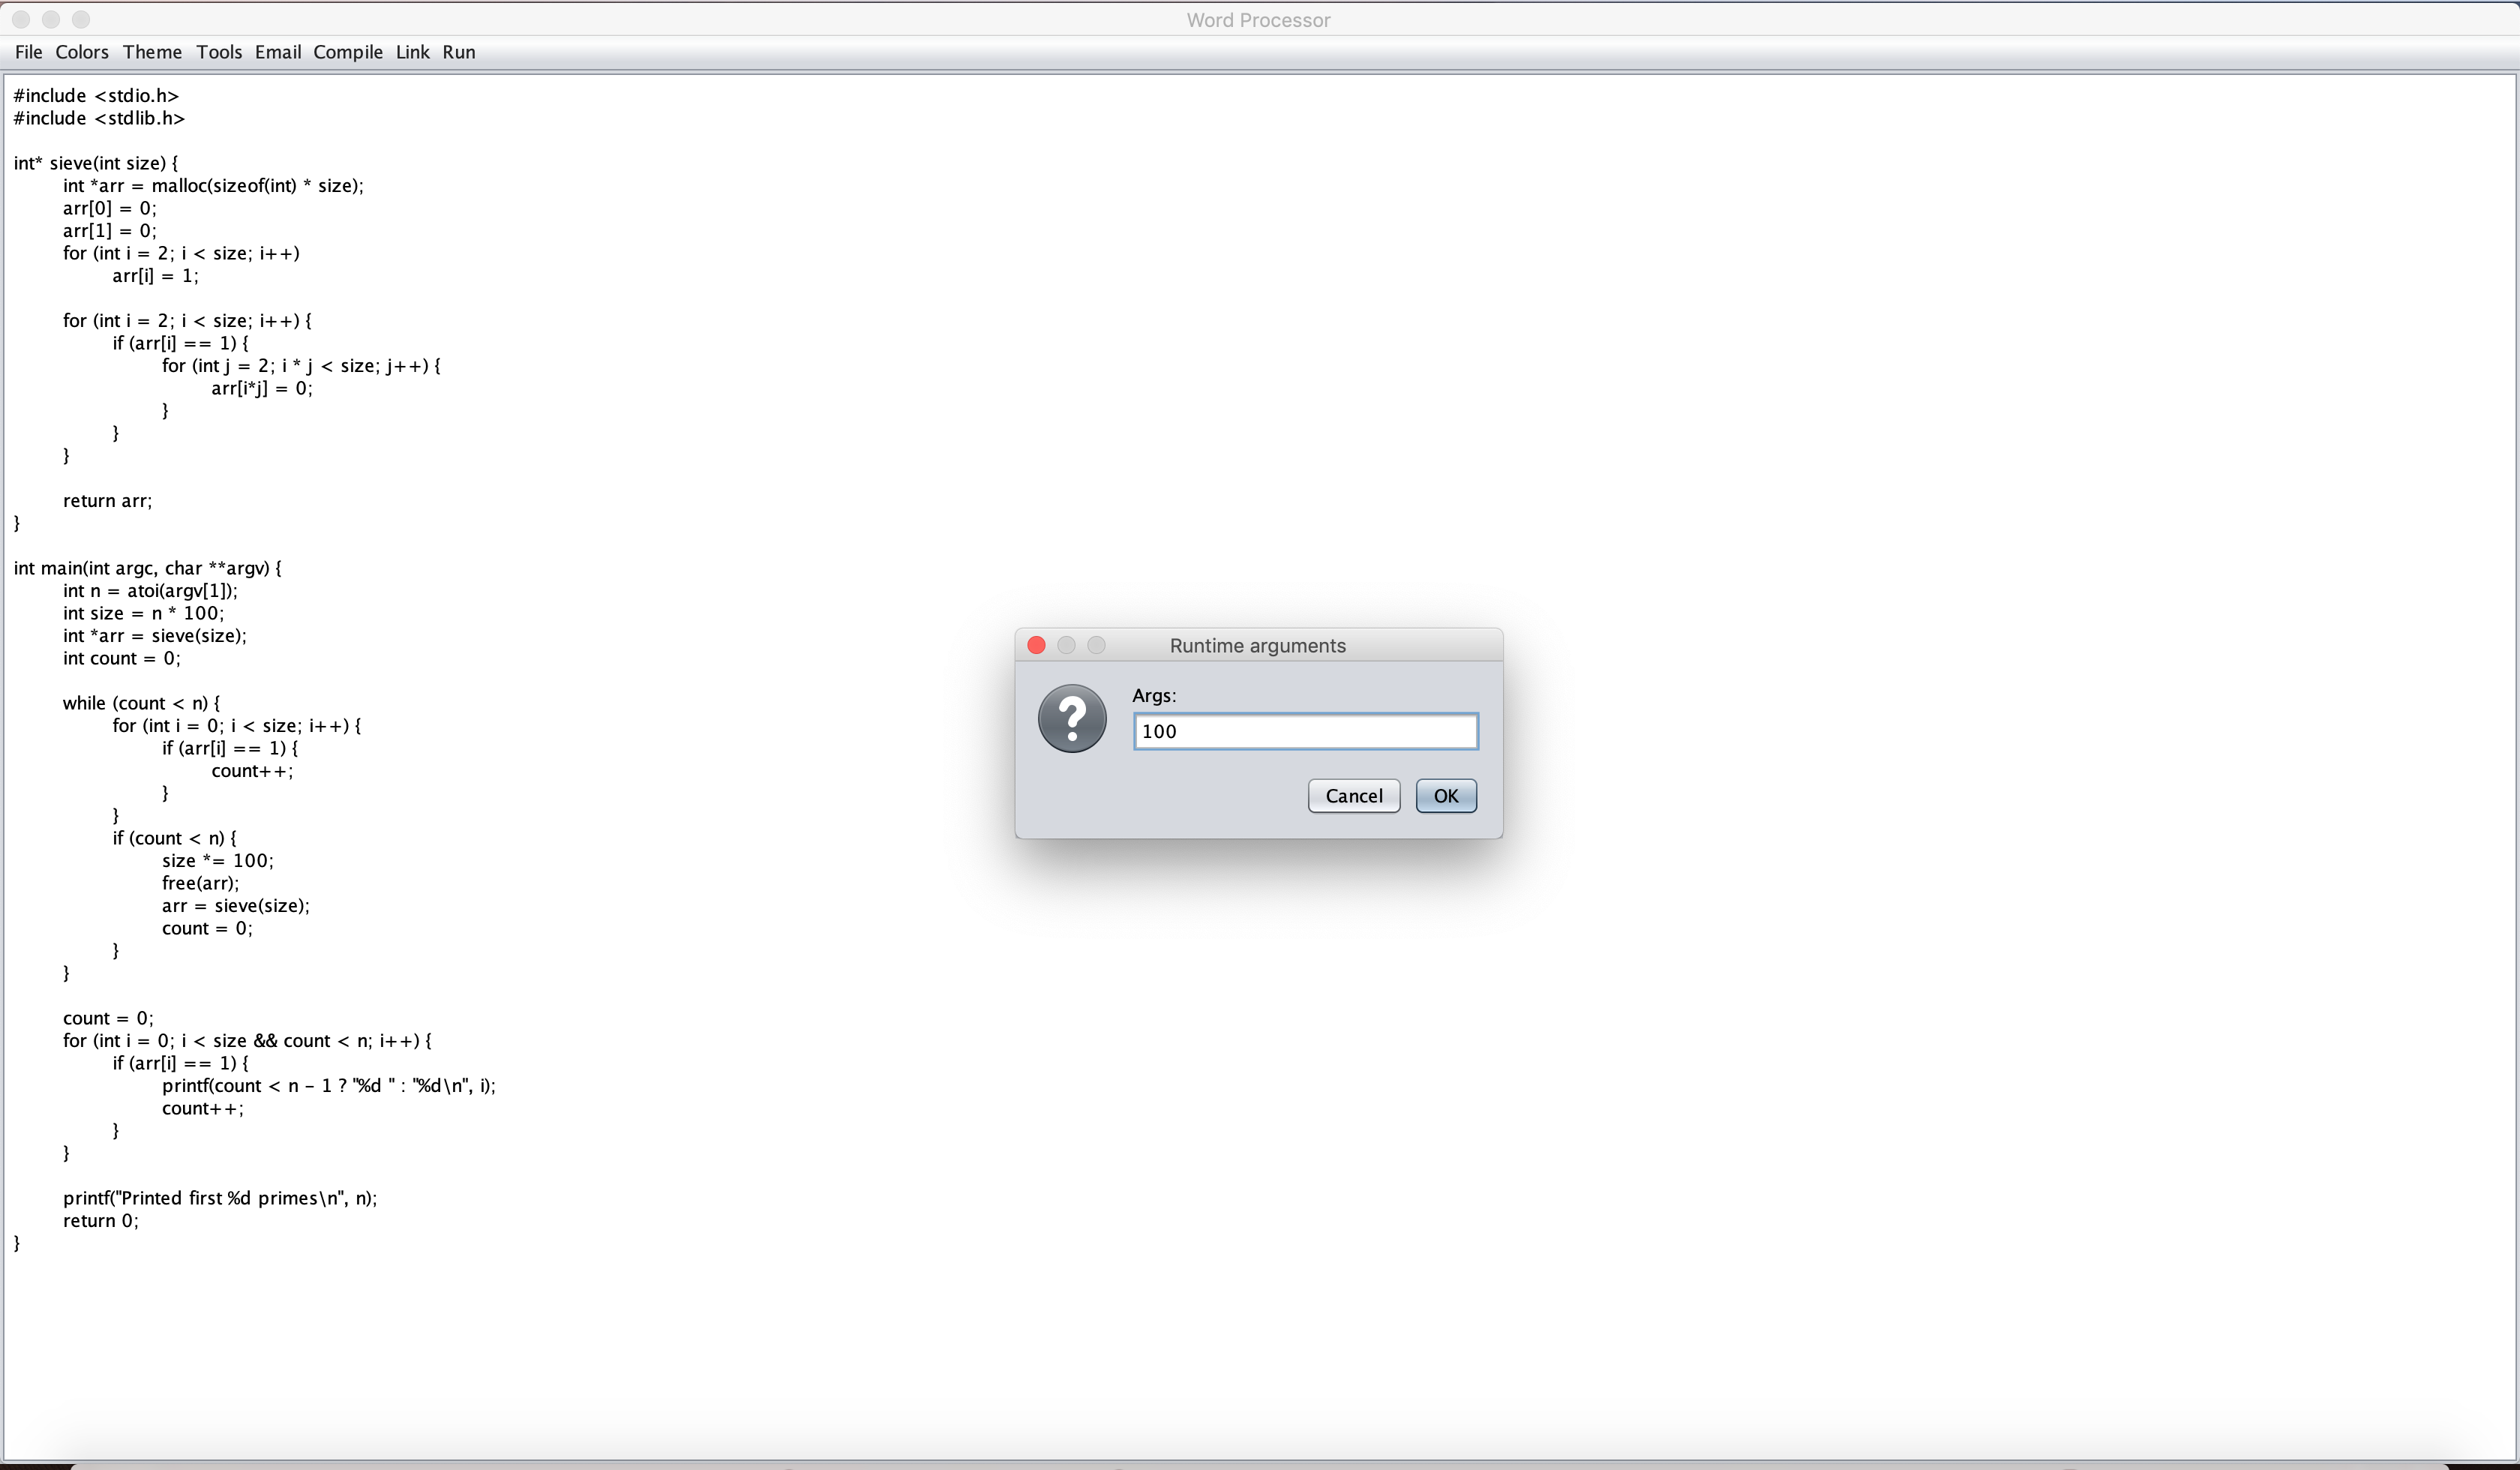 Word Processor
File Colors Theme Tools Email Compile Link Run
#include <stdio.h>
#include <stdlib.h>

int* sieve(int size) {
	int *arr = malloc(sizeof(int) * size);
	arr[0] = 0;
	arr[1] = 0;
	for (int i = 2; i < size; i++)
		arr[i] = 1;

	for (int i = 2; i < size; i++) {
		if (arr[i] == 1) {
			for (int j = 2; i * j < size; j++) {
				arr[i*j] = 0;
			}
		}
	}

	return arr;
}

int main(int argc, char **argv) {
	int n = atoi(argv[1]);
	int size = n * 100;
	int *arr = sieve(size);
	int count = 0;

	while (count < n) {
		for (int i = 0; i < size; i++) {
			if (arr[i] == 1) {
				count++;
			}
		}
		if (count < n) {
			size *= 100;
			free(arr);
			arr = sieve(size);
			count = 0;
		}
	}

	count = 0;
	for (int i = 0; i < size && count < n; i++) {
		if (arr[i] == 1) {
			printf(count < n - 1 ? "%d " : "%d\n", i);
			count++;
		}
	}

	printf("Printed first %d primes\n", n);
	return 0;
}
Runtime arguments
Args:
100
Cancel OK